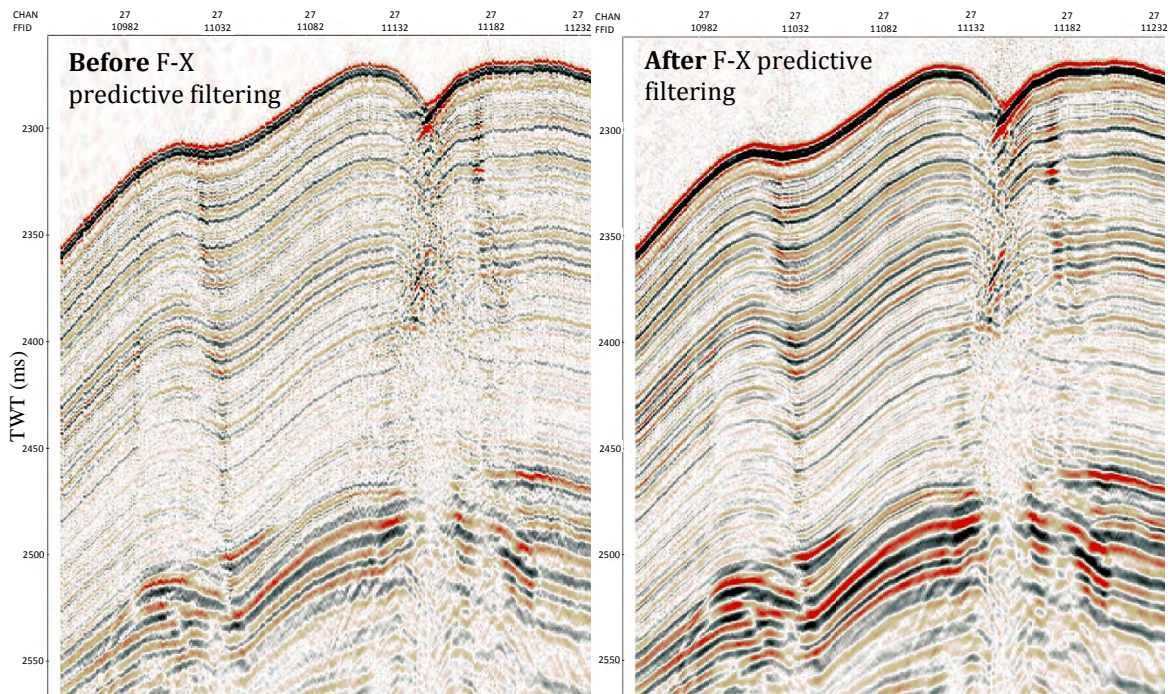 CHAN 27 27 27 27 27 27
FFID 10982 11032 11082 11132 11182 11232
Before F-X
predictive filtering
2300
2350
2400
2450
2500
2550
TWT (ms)
CHAN 27 27 27 27 27 27
FFID 10982 11032 11082 11132 11182 11232
After F-X predictive
filtering
2300
2350
2400
2450
2500
2550